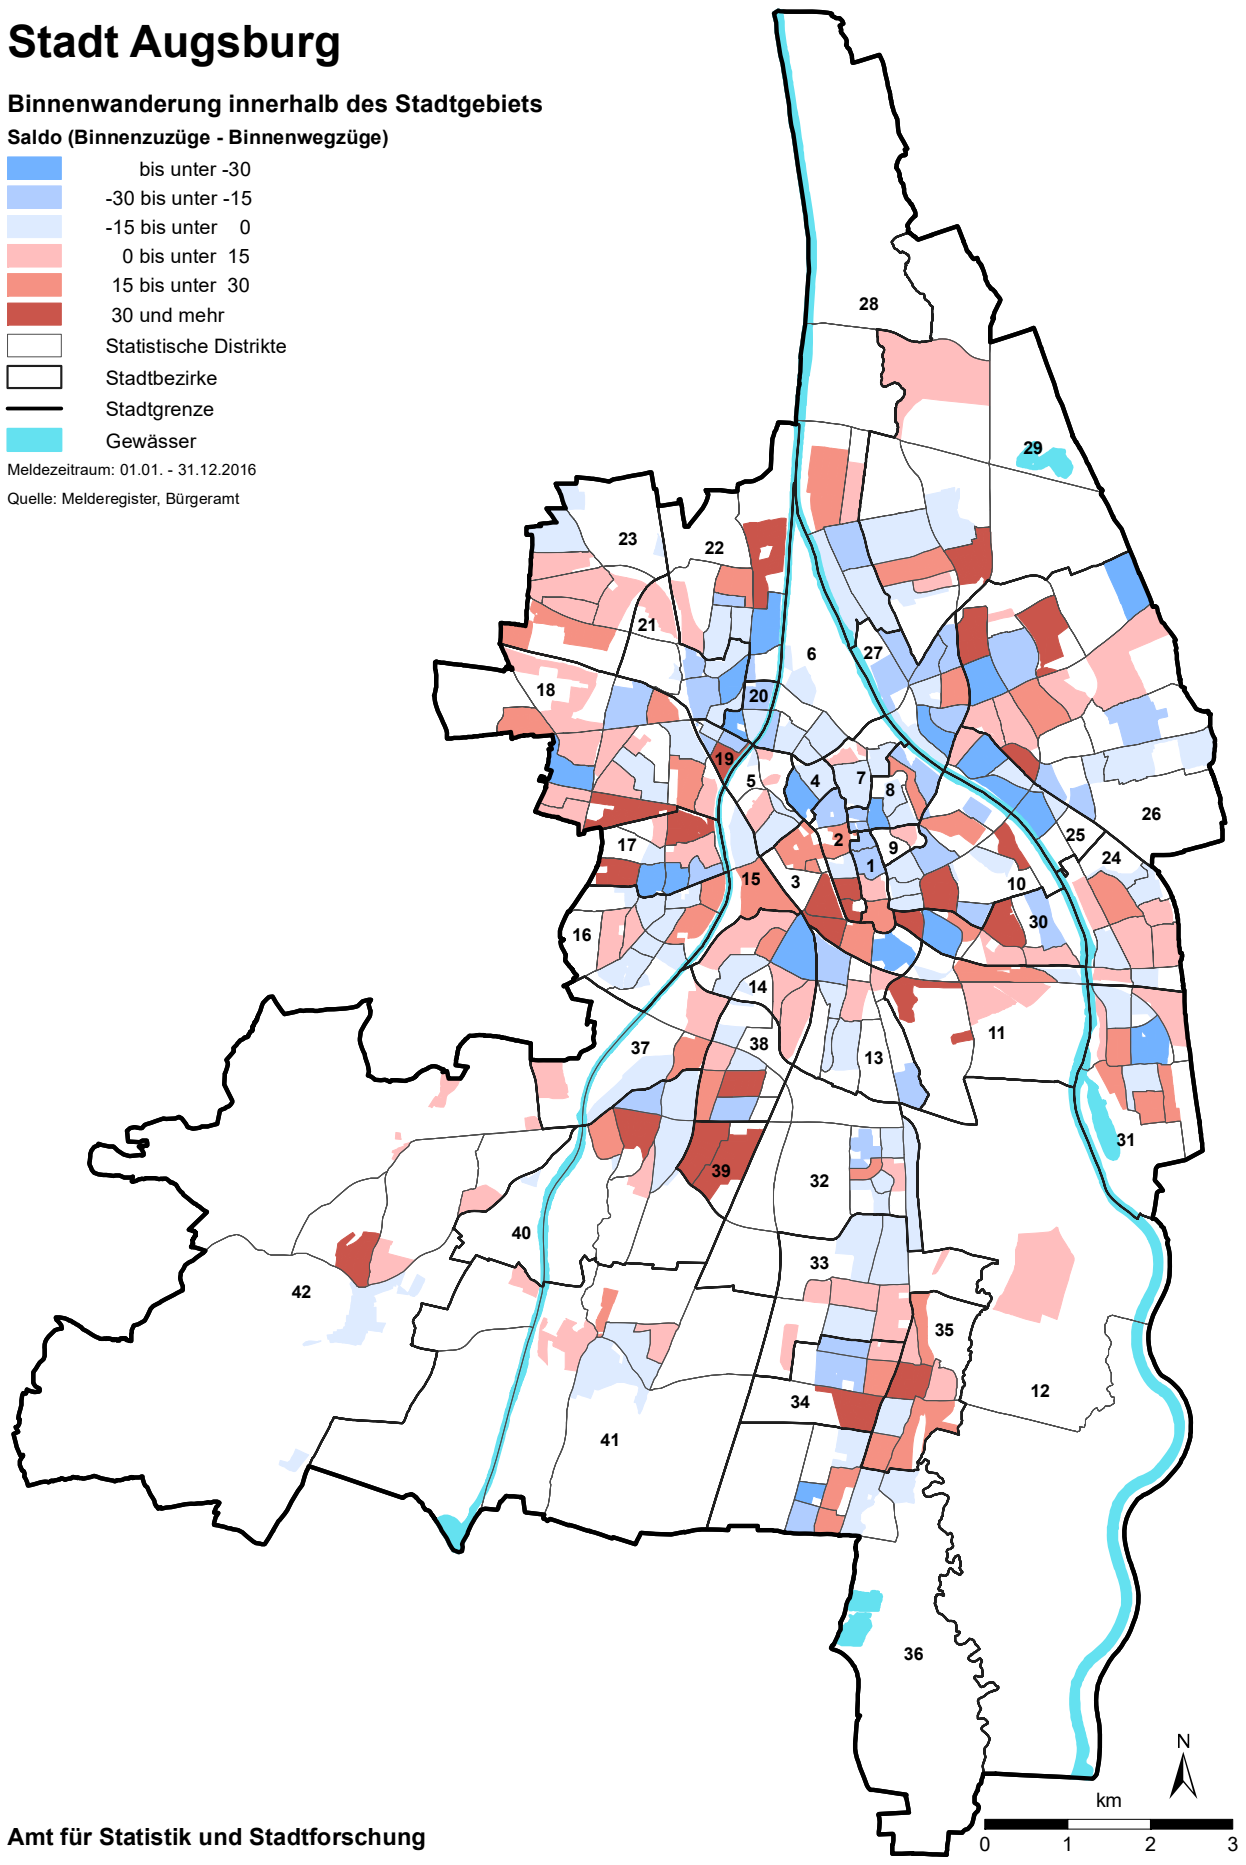 Stadt Augsburg
Binnenwanderung innerhalb des Stadtgebiets
Saldo (Binnenzuzüge - Binnenwegzüge)
bis unter -30
-30 bis unter -15
-15 bis unter 0
0 bis unter 15
15 bis unter 30
30 und mehr
Statistische Distrikte
Stadtbezirke
Stadtgrenze
Gewässer
Meldezeitraum: 01.01. - 31.12.2016
Quelle: Melderegister, Bürgeramt
28
29
23
22
21
27
6
18
20
19
5
4
7
8
26
25
17
2
9
24
1
15
3
10
16
30
14
11
37
38
13
31
39
32
40
33
42
35
12
34
41
36
N
km
0 1 2 3
Amt für Statistik und Stadtforschung